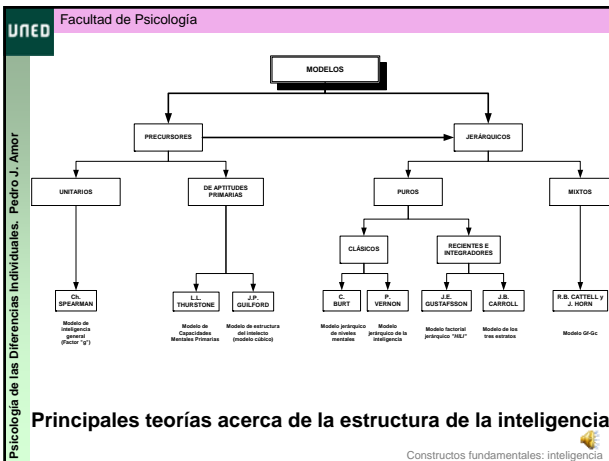 UNED
Facultad de Psicología
Psicología de las Diferencias Individuales. Pedro J. Amor
MODELOS
PRECURSORES
JERÁRQUICOS
UNITARIOS
DE APTITUDES
PRIMARIAS
PUROS
MIXTOS
CLÁSICOS
RECIENTES E
INTEGRADORES
Ch.
SPEARMAN
L.L.
THURSTONE
J.P.
GUILFORD
C.
BURT
P.
VERNON
J.E.
GUSTAFSSON
J.B.
CARROLL
R.B. CATTELL y
J. HORN
Modelo de
inteligencia
general
(Factor "g")
Modelo de
Capacidades
Mentales Primarias
Modelo de estructura
del intelecto
(modelo cúbico)
Modelo jerárquico
de niveles
mentales
Modelo
jerárquico de la
inteligencia
Modelo factorial
jerárquico "HILI"
Modelo de los
tres estratos
Modelo Gf-Gc
Principales teorías acerca de la estructura de la inteligencia
Constructos fundamentales: inteligencia